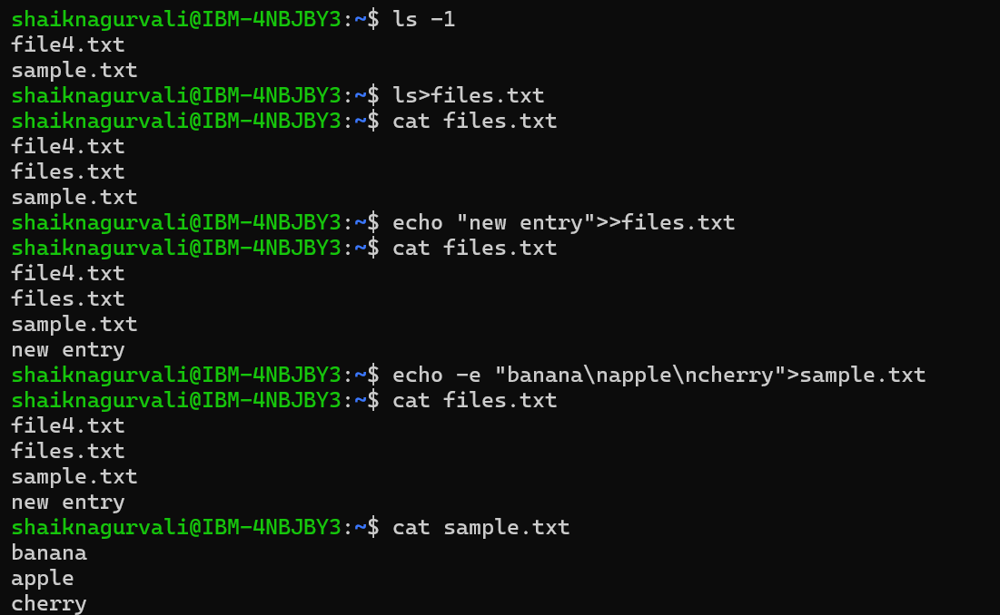 shaiknagurvali@IBM-4NBJBY3:~$ ls -1
file4.txt
sample.txt
shaiknagurvali@IBM-4NBJBY3:~$ ls>files.txt
shaiknagurvali@IBM-4NBJBY3:~$ cat files.txt
file4.txt
files.txt
sample.txt
shaiknagurvali@IBM-4NBJBY3:~$ echo "new entry">>files.txt
shaiknagurvali@IBM-4NBJBY3:~$ cat files.txt
file4.txt
files.txt
sample.txt
new entry
shaiknagurvali@IBM-4NBJBY3:~$ echo -e "banana\napple\ncherry">sample.txt
shaiknagurvali@IBM-4NBJBY3:~$ cat files.txt
file4.txt
files.txt
sample.txt
new entry
shaiknagurvali@IBM-4NBJBY3:~$ cat sample.txt
banana
apple
cherry